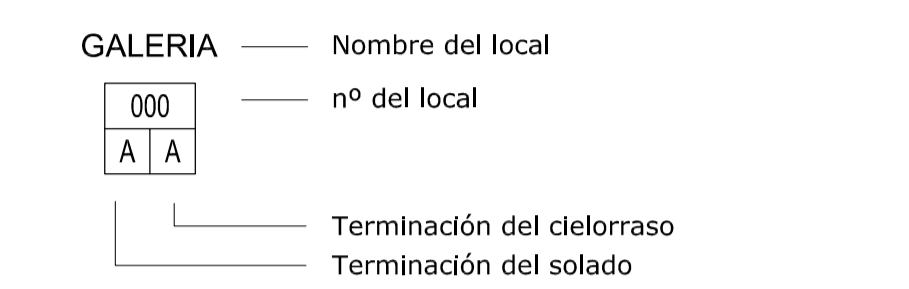 GALERIA Nombre del local
000 nº del local
A A
Terminación del cielorraso
Terminación del solado